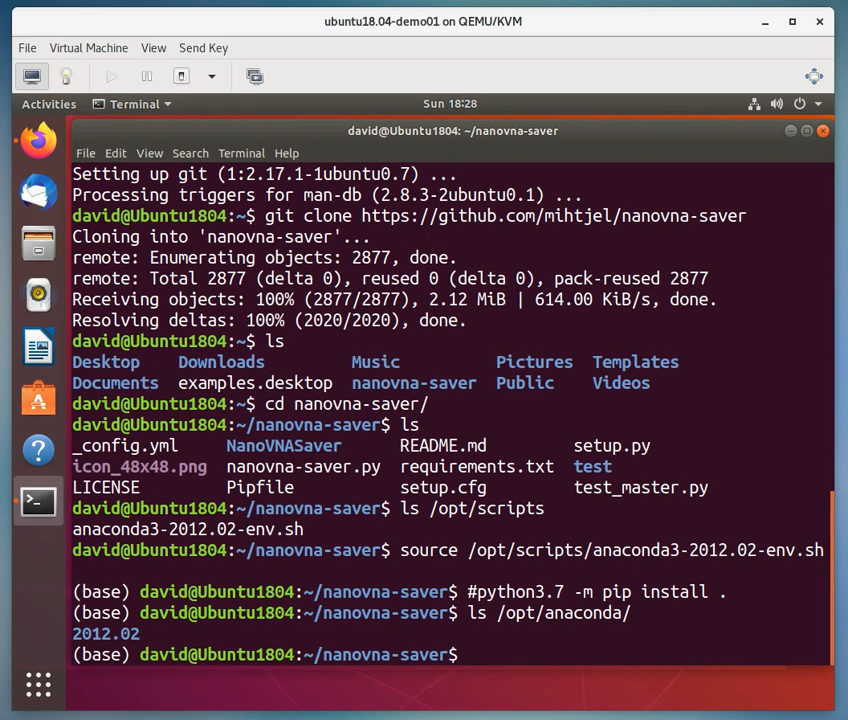 ubuntu18.04-demo01 on QEMU/KVM
File Virtual Machine View Send Key
Activities Terminal Sun 18:28
david@Ubuntu1804: ~/nanovna-saver
File Edit View Search Terminal Help
Setting up git (1:2.17.1-1ubuntu0.7) ...
Processing triggers for man-db (2.8.3-2ubuntu0.1) ...
david@Ubuntu1804:~$ git clone https://github.com/mihtjel/nanovna-saver
Cloning into 'nanovna-saver'...
remote: Enumerating objects: 2877, done.
remote: Total 2877 (delta 0), reused 0 (delta 0), pack-reused 2877
Receiving objects: 100% (2877/2877), 2.12 MiB | 614.00 KiB/s, done.
Resolving deltas: 100% (2020/2020), done.
david@Ubuntu1804:~$ ls
Desktop Downloads Music Pictures Templates
Documents examples.desktop nanovna-saver Public Videos
david@Ubuntu1804:~$ cd nanovna-saver/
david@Ubuntu1804:~/nanovna-saver$ ls
_config.yml NanoVNASaver README.md setup.py
icon_48x48.png nanovna-saver.py requirements.txt test
LICENSE Pipfile setup.cfg test_master.py
david@Ubuntu1804:~/nanovna-saver$ ls /opt/scripts
anaconda3-2012.02-env.sh
david@Ubuntu1804:~/nanovna-saver$ source /opt/scripts/anaconda3-2012.02-env.sh
(base) david@Ubuntu1804:~/nanovna-saver$ #python3.7 -m pip install .
(base) david@Ubuntu1804:~/nanovna-saver$ ls /opt/anaconda/
2012.02
(base) david@Ubuntu1804:~/nanovna-saver$